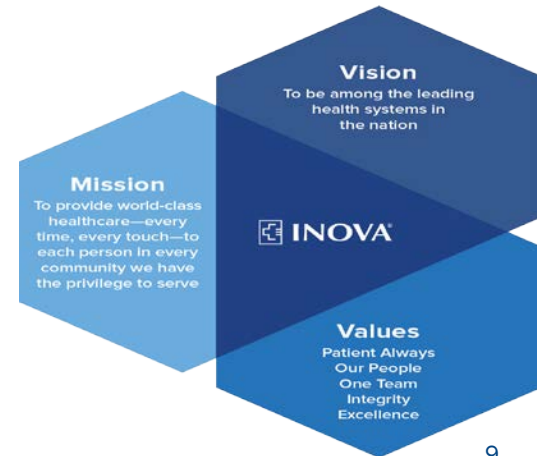 Vision
To be among the leading
health systems in
the nation
Mission
To provide world-class
healthcare—every
time, every touch—to
each person in every
community we have
the privilege to serve
INOVA®
Values
Patient Always
Our People
One Team
Integrity
Excellence
9